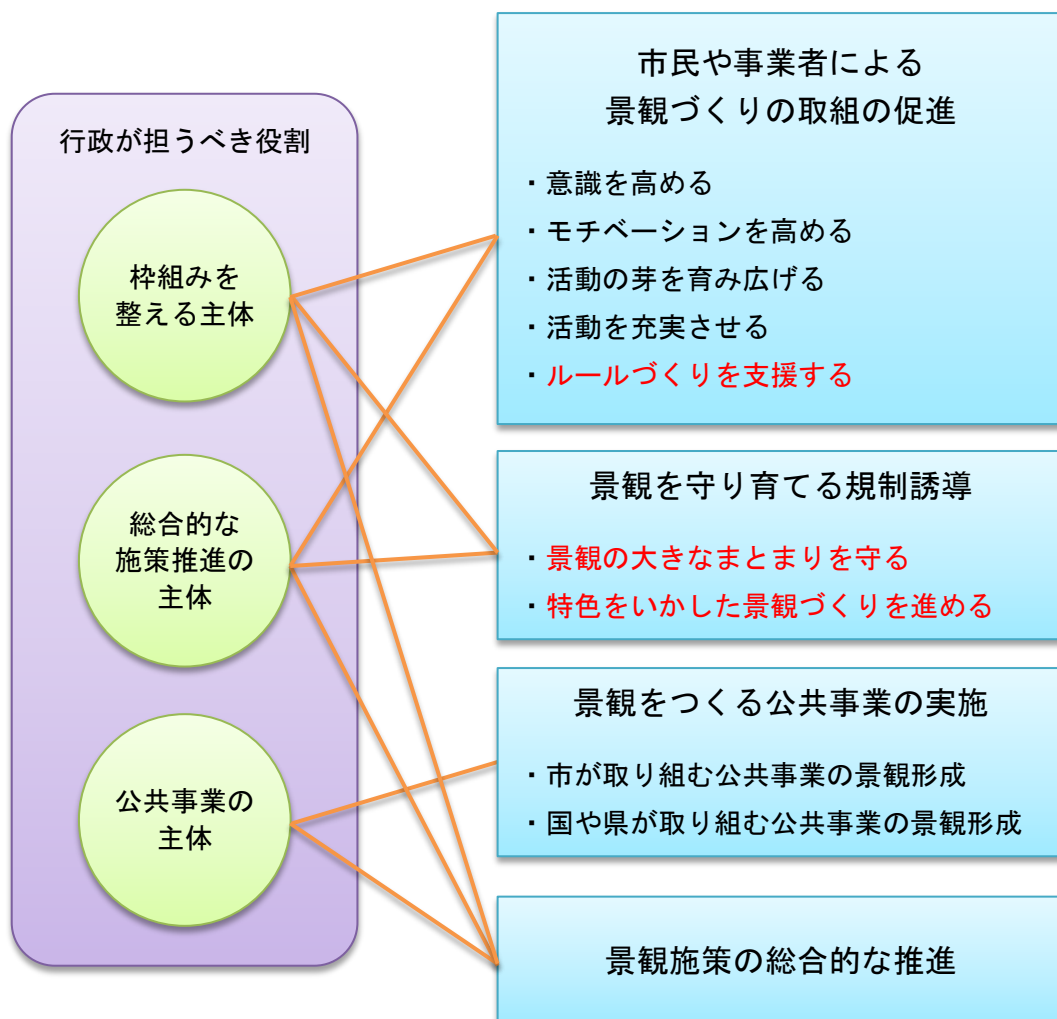 行政が担うべき役割
枠組みを
整える主体
総合的な
施策推進の
主体
公共事業の
主体
市民や事業者による
景観づくりの取組の促進
・意識を高める
・モチベーションを高める
・活動の芽を育み広げる
・活動を充実させる
・ルールづくりを支援する
景観を守り育てる規制誘導
・景観の大きなまとまりを守る
・特色をいかした景観づくりを進める
景観をつくる公共事業の実施
・市が取り組む公共事業の景観形成
・国や県が取り組む公共事業の景観形成
景観施策の総合的な推進